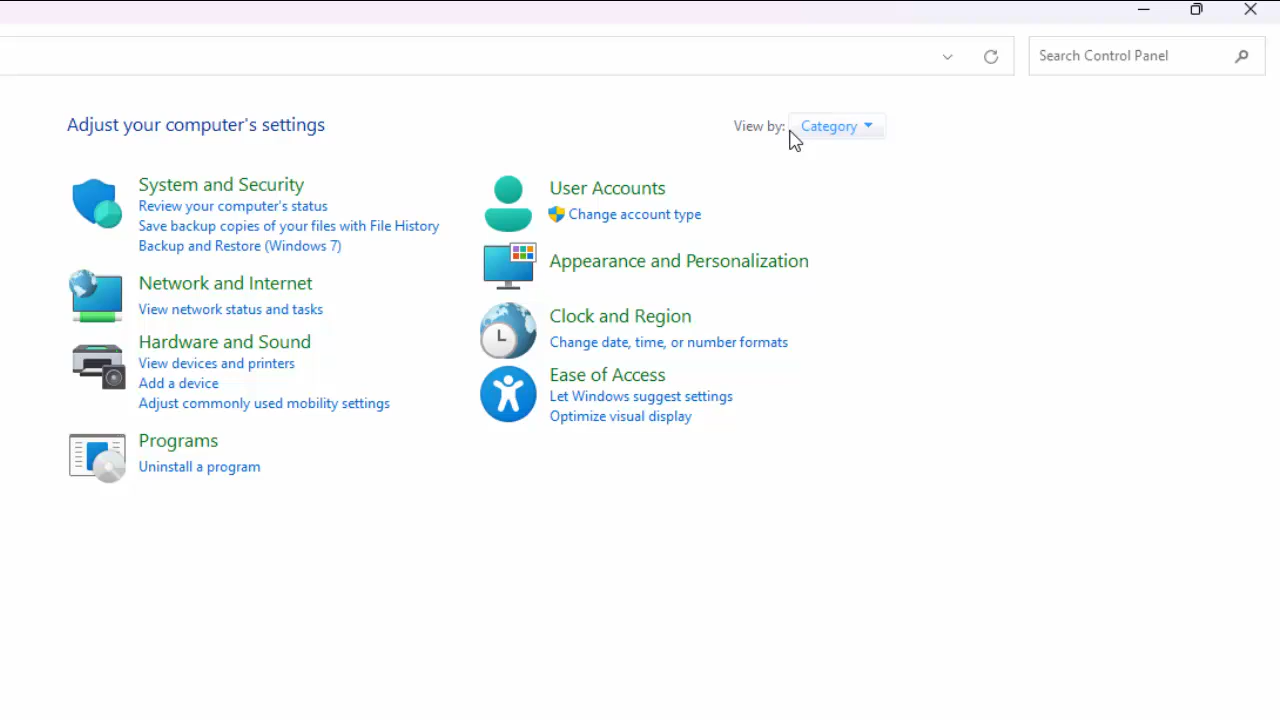 Search Control Panel
Adjust your computer's settings
View by: Category
System and Security
Review your computer's status
Save backup copies of your files with File History
Backup and Restore (Windows 7)
Network and Internet
View network status and tasks
Hardware and Sound
View devices and printers
Add a device
Adjust commonly used mobility settings
Programs
Uninstall a program
User Accounts
Change account type
Appearance and Personalization
Clock and Region
Change date, time, or number formats
Ease of Access
Let Windows suggest settings
Optimize visual display